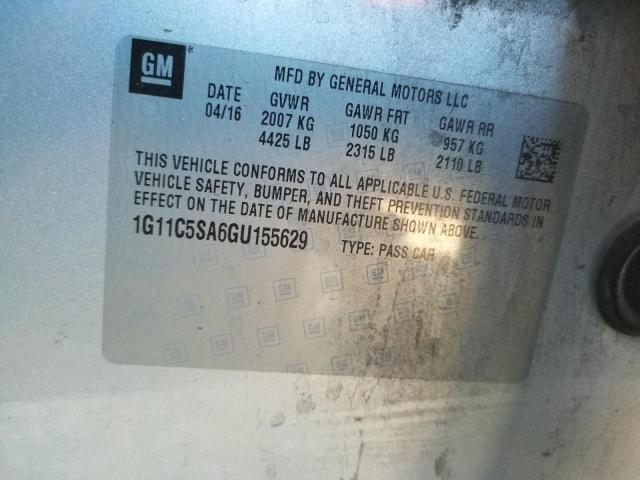 GM
MFD BY GENERAL MOTORS LLC
DATE GVWR GAWR FRT GAWR RR
04/16 2007 KG 1050 KG 957 KG
4425 LB 2315 LB 2110 LB
THIS VEHICLE CONFORMS TO ALL APPLICABLE U.S. FEDERAL MOTOR
VEHICLE SAFETY, BUMPER, AND THEFT PREVENTION STANDARDS IN
EFFECT ON THE DATE OF MANUFACTURE SHOWN ABOVE.
1G11C5SA6GU155629 TYPE: PASS CAR